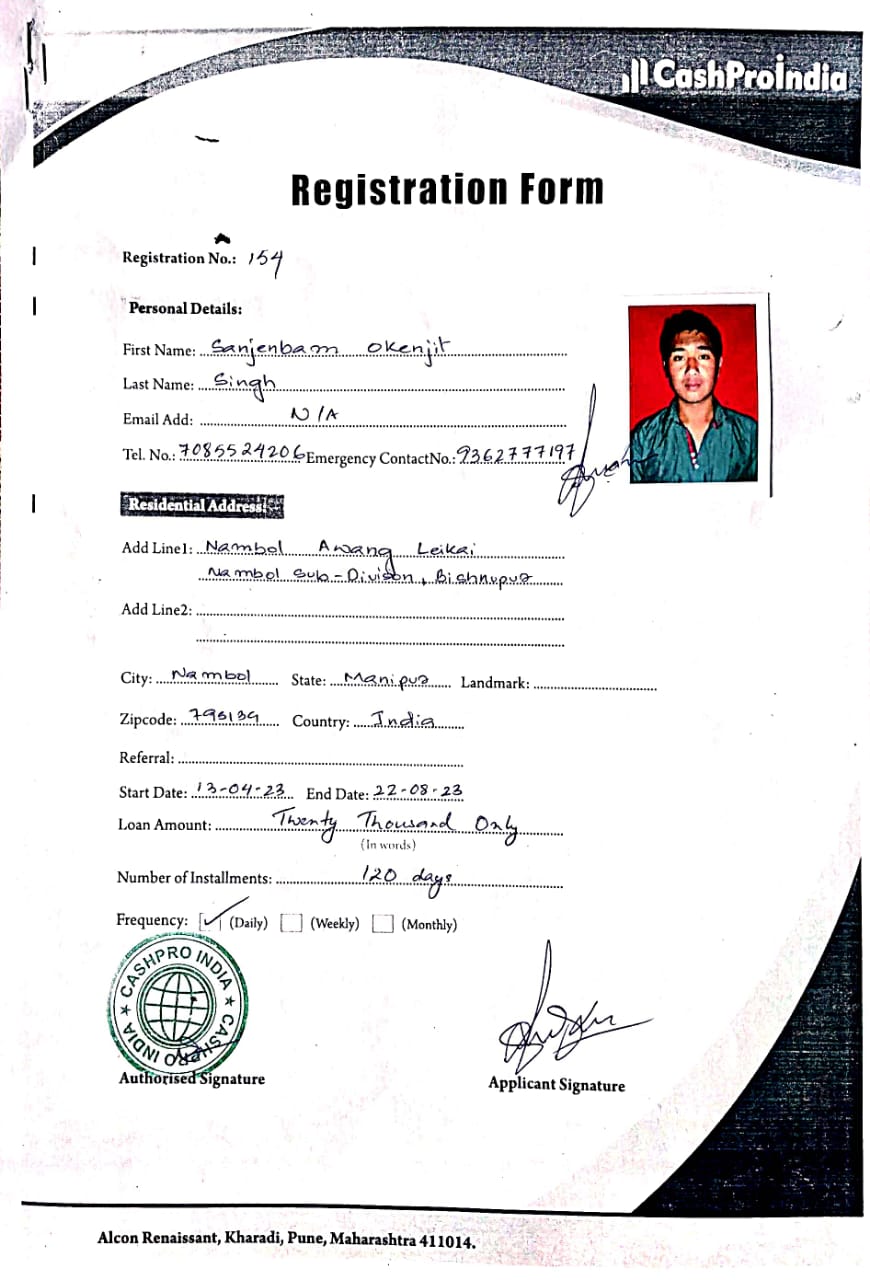 CashProIndia
Registration Form
Registration No.: 154
Personal Details:
First Name: Sanjenbam Okenjit
Last Name: Singh
Email Add: N/A
Tel. No.: 7085524206 Emergency ContactNo.: 9362777197
Residential Address:
Add Line1: Nambol Awang Leikai
Nambol Sub-Divison, Bishnupur
Add Line2:
City: Nambol State: Manipur Landmark:
Zipcode: 795134 Country: India
Referral:
Start Date: 13-04-23 End Date: 22-08-23
Loan Amount: Twenty Thousand Only
(In words)
Number of Installments: 120 days
Frequency: (Daily) (Weekly) (Monthly)
CASHPRO INDIA ★ CASHPRO INDIA ★
Authorised Signature
Applicant Signature
Alcon Renaissant, Kharadi, Pune, Maharashtra 411014.